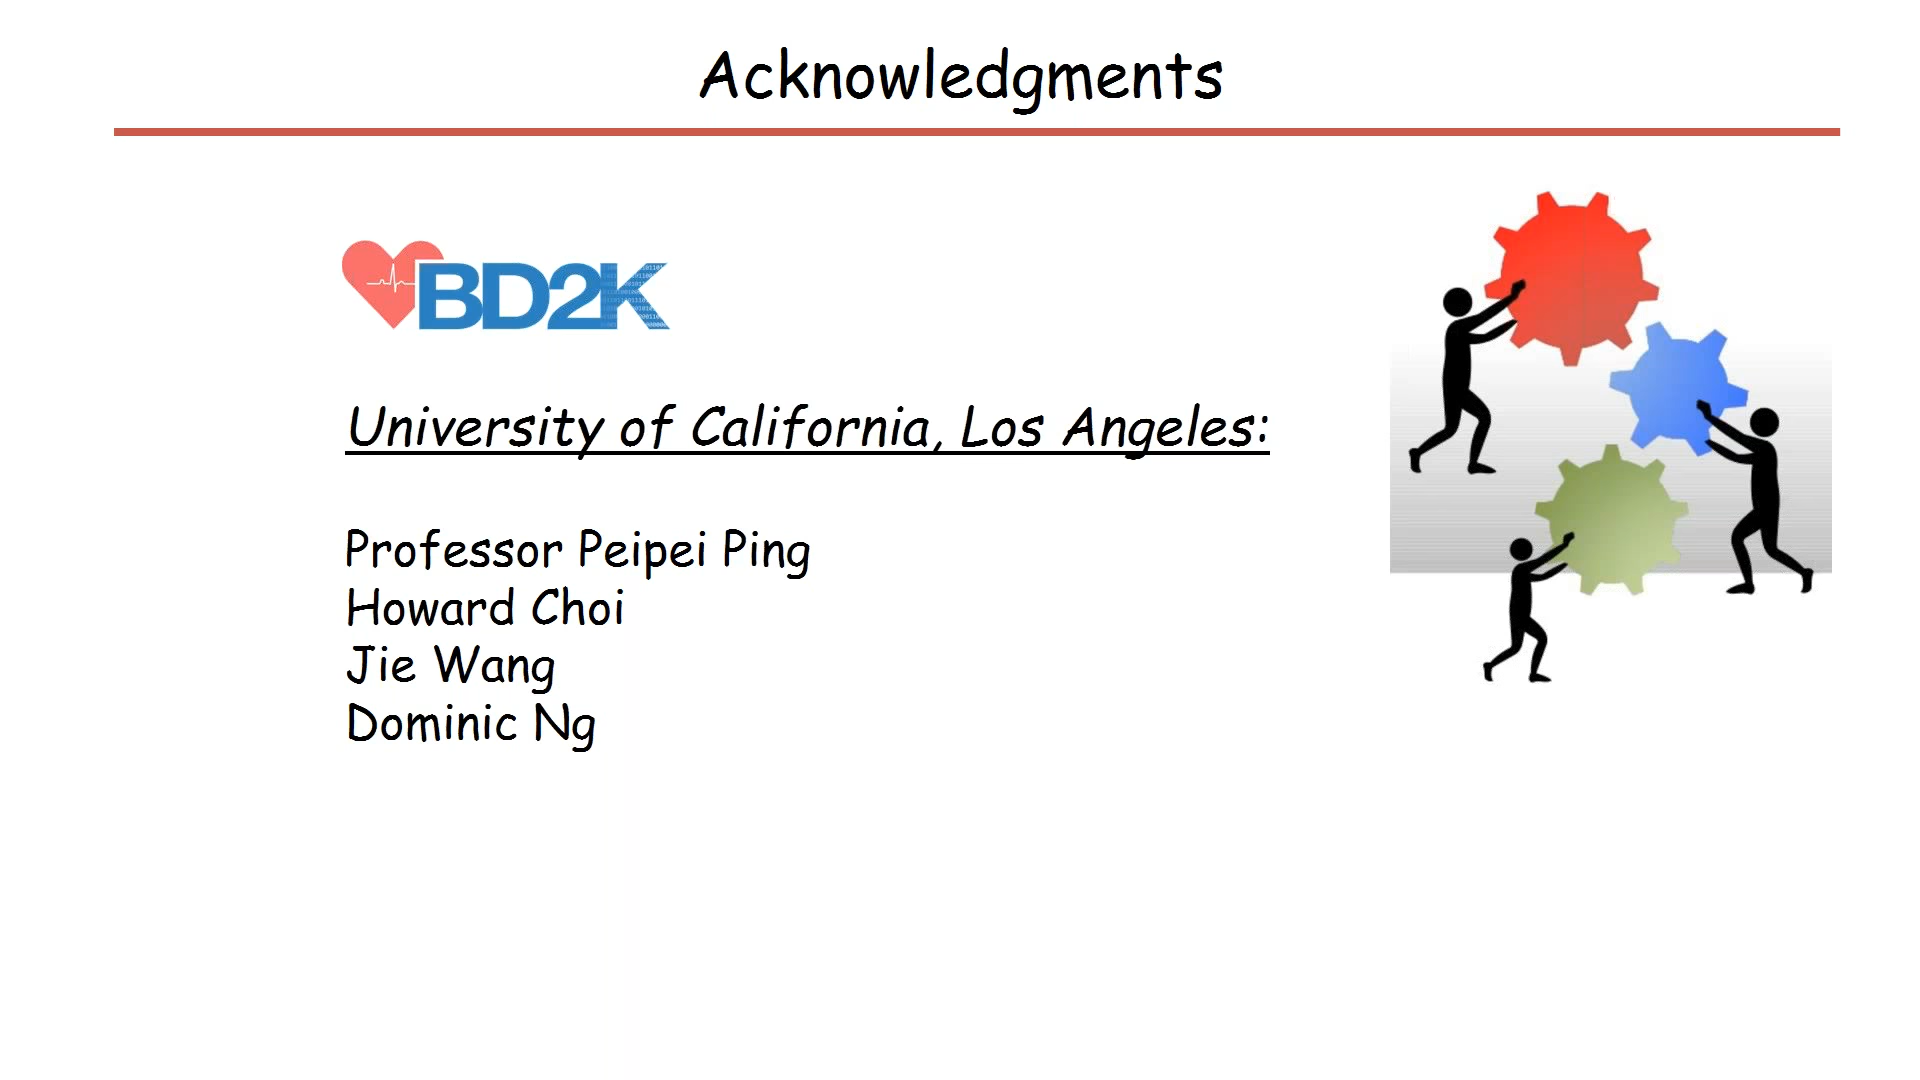 Acknowledgments
BD2K
University of California, Los Angeles:
Professor Peipei Ping
Howard Choi
Jie Wang
Dominic Ng